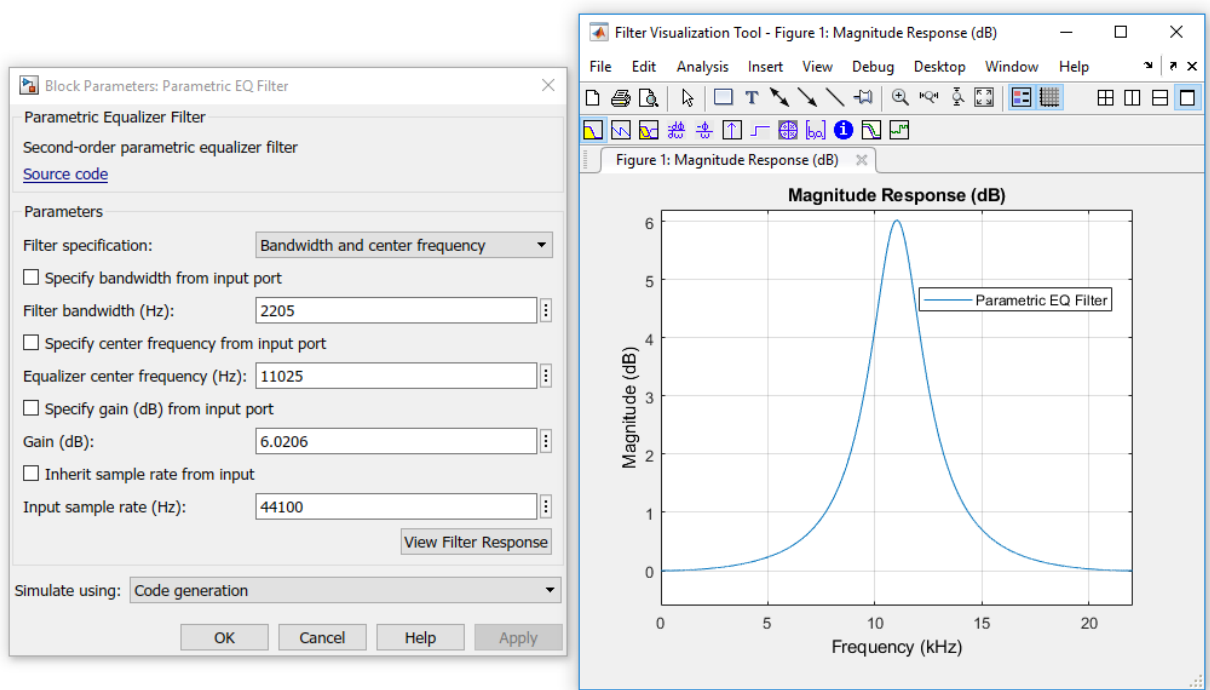 Block Parameters: Parametric EQ Filter
Parametric Equalizer Filter
Second-order parametric equalizer filter
Source code
Parameters
Filter specification: Bandwidth and center frequency
Specify bandwidth from input port
Filter bandwidth (Hz): 2205
Specify center frequency from input port
Equalizer center frequency (Hz): 11025
Specify gain (dB) from input port
Gain (dB): 6.0206
Inherit sample rate from input
Input sample rate (Hz): 44100
View Filter Response
Simulate using: Code generation
OK Cancel Help Apply
Filter Visualization Tool - Figure 1: Magnitude Response (dB)
File Edit Analysis Insert View Debug Desktop Window Help
T
[b,a]
Figure 1: Magnitude Response (dB)
Magnitude Response (dB)
6
5
4
3
2
1
0
Magnitude (dB)
Parametric EQ Filter
0 5 10 15 20
Frequency (kHz)